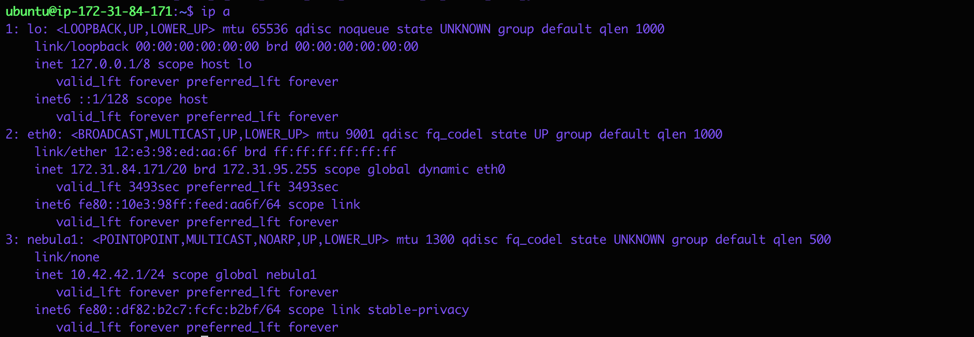 ubuntu@ip-172-31-84-171:~$ ip a
1: lo: <LOOPBACK,UP,LOWER_UP> mtu 65536 qdisc noqueue state UNKNOWN group default qlen 1000
    link/loopback 00:00:00:00:00:00 brd 00:00:00:00:00:00
    inet 127.0.0.1/8 scope host lo
       valid_lft forever preferred_lft forever
    inet6 ::1/128 scope host
       valid_lft forever preferred_lft forever
2: eth0: <BROADCAST,MULTICAST,UP,LOWER_UP> mtu 9001 qdisc fq_codel state UP group default qlen 1000
    link/ether 12:e3:98:ed:aa:6f brd ff:ff:ff:ff:ff:ff
    inet 172.31.84.171/20 brd 172.31.95.255 scope global dynamic eth0
       valid_lft 3493sec preferred_lft 3493sec
    inet6 fe80::10e3:98ff:feed:aa6f/64 scope link
       valid_lft forever preferred_lft forever
3: nebula1: <POINTOPOINT,MULTICAST,NOARP,UP,LOWER_UP> mtu 1300 qdisc fq_codel state UNKNOWN group default qlen 500
    link/none
    inet 10.42.42.1/24 scope global nebula1
       valid_lft forever preferred_lft forever
    inet6 fe80::df82:b2c7:fcfc:b2bf/64 scope link stable-privacy
       valid_lft forever preferred_lft forever